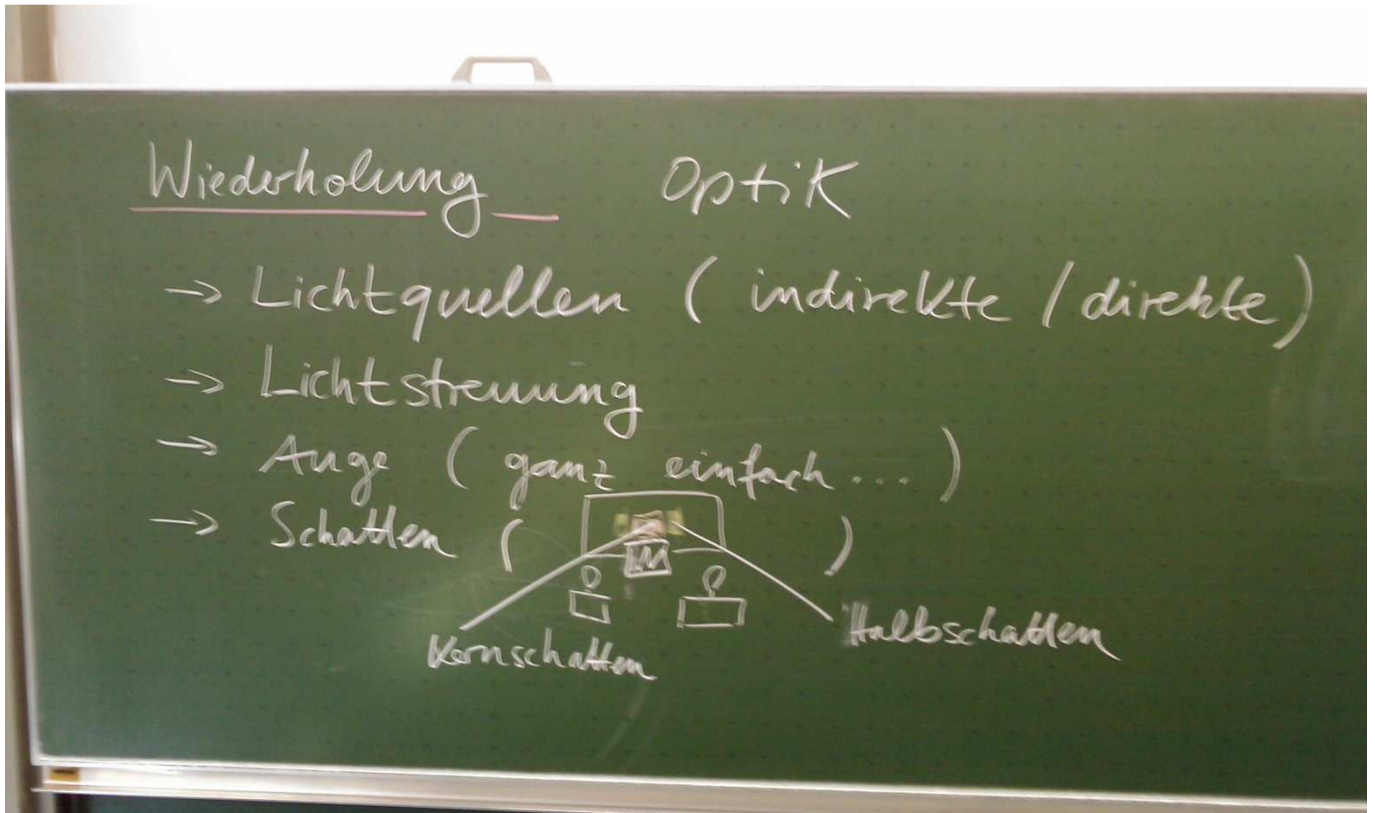 Wiederholung Optik
→ Lichtquellen ( indirekte / direkte )
→ Lichtstreuung
→ Auge ( ganz einfach ... )
→ Schatten ( )
Kernschatten Halbschatten